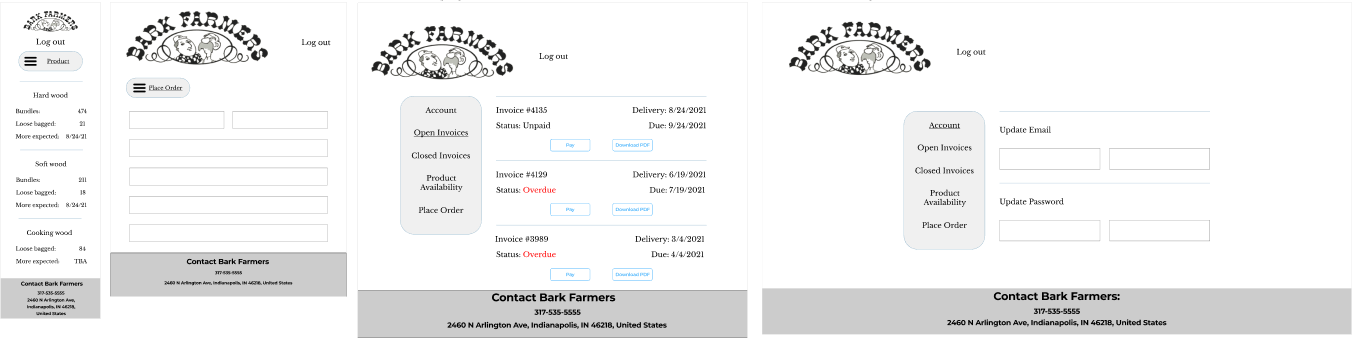 BARK FARMERS
Log out
Product
Hard wood
Bundles: 474
Loose bagged: 21
More expected: 8/24/21
Soft wood
Bundles: 211
Loose bagged: 18
More expected: 8/24/21
Cooking wood
Loose bagged: 84
More expected: TBA
Contact Bark Farmers
317-535-5555
2460 N Arlington Ave,
Indianapolis, IN 46218,
United States
BARK FARMERS
Log out
Place Order
Contact Bark Farmers
317-535-5555
2460 N Arlington Ave, Indianapolis, IN 46218, United States
BARK FARMERS
Log out
Account
Open Invoices
Closed Invoices
Product
Availability
Place Order
Invoice #4135 Delivery: 8/24/2021
Status: Unpaid Due: 9/24/2021
Pay Download PDF
Invoice #4129 Delivery: 6/19/2021
Status: Overdue Due: 7/19/2021
Pay Download PDF
Invoice #3989 Delivery: 3/4/2021
Status: Overdue Due: 4/4/2021
Pay Download PDF
Contact Bark Farmers
317-535-5555
2460 N Arlington Ave, Indianapolis, IN 46218, United States
BARK FARMERS
Log out
Account
Open Invoices
Closed Invoices
Product
Availability
Place Order
Update Email
Update Password
Contact Bark Farmers:
317-535-5555
2460 N Arlington Ave, Indianapolis, IN 46218, United States